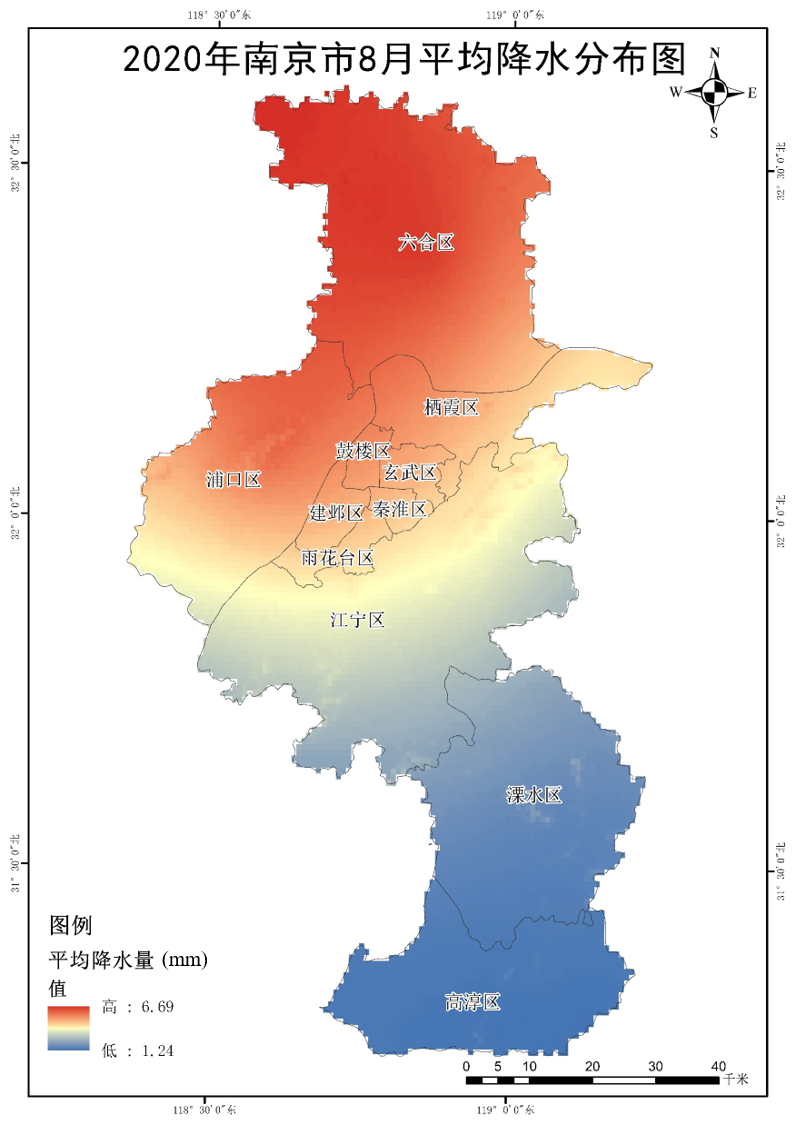 118° 30′0″东
119° 0′0″东
2020年南京市8月平均降水分布图
N
W
E
S
32° 30′0″北
32° 30′0″北
六合区
栖霞区
鼓楼区
玄武区
浦口区
建邺区
秦淮区
32° 0′0″北
32° 0′0″北
雨花台区
江宁区
溧水区
31° 30′0″北
31° 30′0″北
图例
平均降水量 (mm)
值
高 : 6.69
低 : 1.24
高淳区
0 5 10 20 30 40
千米
118° 30′0″东
119° 0′0″东